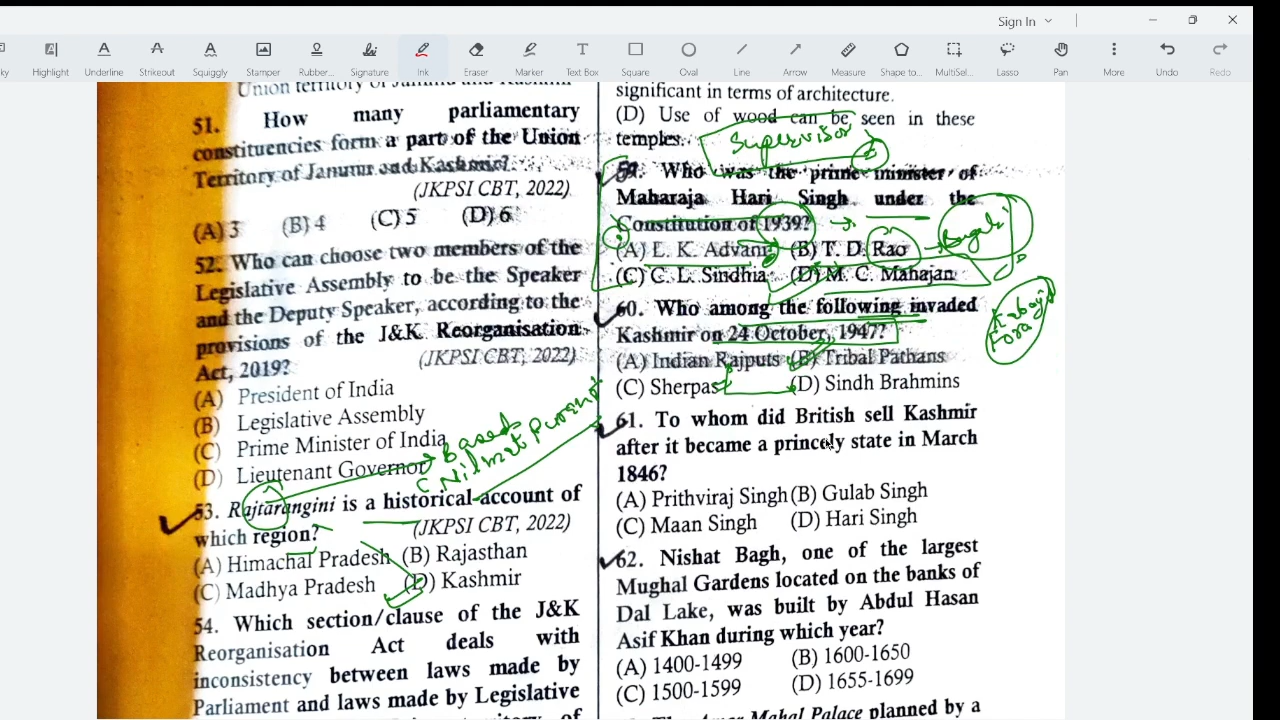 Sign In
ky
Highlight
Underline
Strikeout
Squiggly
Stamper
Rubber...
Signature
Ink
Eraser
Marker
Text Box
Square
Oval
Line
Arrow
Measure
Shape to...
MultiSel...
Lasso
Pan
More
Undo
Redo
51. How many parliamentary
constituencies form a part of the Union
Territory of Jammu and Kashmir?
(JKPSI CBT, 2022)
(A) 3 (B) 4 (C) 5 (D) 6
52. Who can choose two members of the
Legislative Assembly to be the Speaker
and the Deputy Speaker, according to the
provisions of the J&K Reorganisation
Act, 2019? (JKPSI CBT, 2022)
(A) President of India
(B) Legislative Assembly
(C) Prime Minister of India
(D) Lieutenant Governor
Based
Nilmat
53. Rajtarangini is a historical account of
which region? (JKPSI CBT, 2022)
(A) Himachal Pradesh (B) Rajasthan
(C) Madhya Pradesh (D) Kashmir
54. Which section/clause of the J&K
Reorganisation Act deals with
inconsistency between laws made by
Parliament and laws made by Legislative
of
significant in terms of architecture.
(D) Use of wood can be seen in these
temples.
Supervisor
59. Who was the prime minister of
Maharaja Hari Singh under the
Constitution of 1939?
(A) L. K. Advani (B) T. D. Rao
(C) C. L. Sindhia (D) M. C. Mahajan
60. Who among the following invaded
Kashmir on 24 October, 1947?
(A) Indian Rajputs (B) Tribal Pathans
(C) Sherpas (D) Sindh Brahmins
61. To whom did British sell Kashmir
after it became a princely state in March
1846?
(A) Prithviraj Singh (B) Gulab Singh
(C) Maan Singh (D) Hari Singh
62. Nishat Bagh, one of the largest
Mughal Gardens located on the banks of
Dal Lake, was built by Abdul Hasan
Asif Khan during which year?
(A) 1400-1499 (B) 1600-1650
(C) 1500-1599 (D) 1655-1699
Mahal Palace planned by a